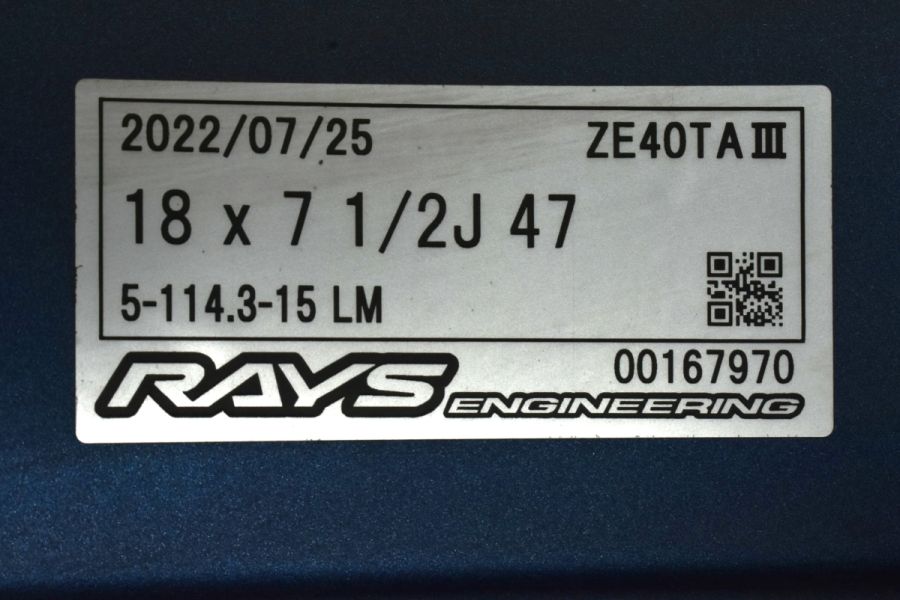 2022/07/25 ZE40TAⅢ
18 x 7 1/2J 47
5-114.3-15 LM
00167970
RAYS ENGINEERING